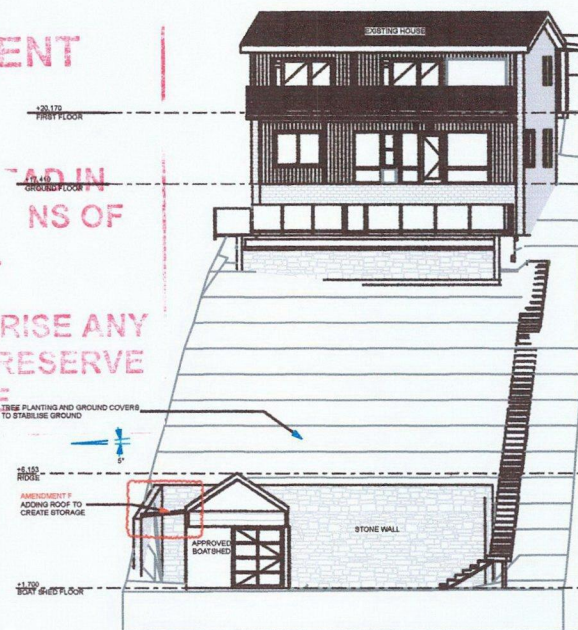 ENT
EXISTING HOUSE
+20.170
FIRST FLOOR
EAD IN
+17.410
GROUND FLOOR
NS OF
RISE ANY
RESERVE
TREE PLANTING AND GROUND COVERS
TO STABILISE GROUND
5°
+6.153
RIDGE
AMENDMENT F
ADDING ROOF TO
CREATE STORAGE
APPROVED
BOATSHED
STONE WALL
+1.700
BOAT SHED FLOOR